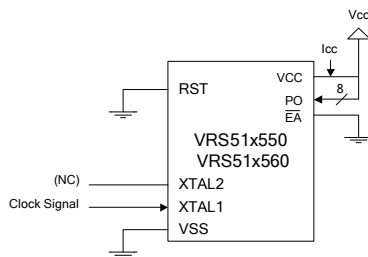 Vcc
Icc
VCC
8
RST
PO
EA
VRS51x550
VRS51x560
(NC)
XTAL2
Clock Signal
XTAL1
VSS